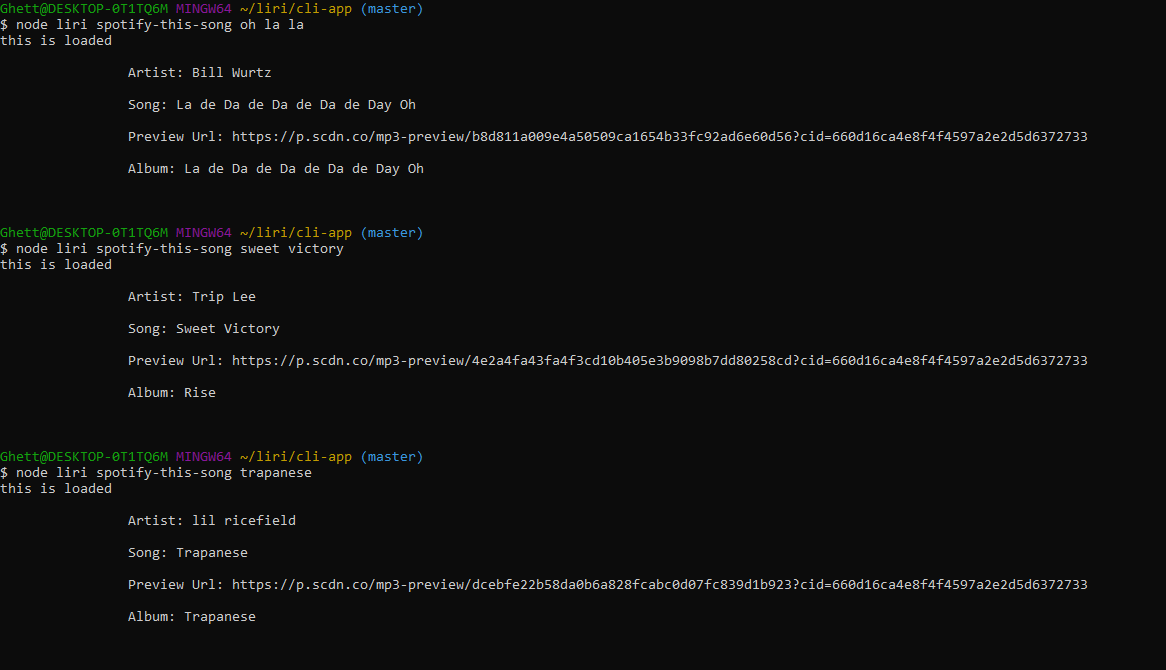 Ghett@DESKTOP-0T1TQ6M MINGW64 ~/liri/cli-app (master)
$ node liri spotify-this-song oh la la
this is loaded
Artist: Bill Wurtz
Song: La de Da de Da de Da de Day Oh
Preview Url: https://p.scdn.co/mp3-preview/b8d811a009e4a50509ca1654b33fc92ad6e60d56?cid=660d16ca4e8f4f4597a2e2d5d6372733
Album: La de Da de Da de Da de Day Oh
Ghett@DESKTOP-0T1TQ6M MINGW64 ~/liri/cli-app (master)
$ node liri spotify-this-song sweet victory
this is loaded
Artist: Trip Lee
Song: Sweet Victory
Preview Url: https://p.scdn.co/mp3-preview/4e2a4fa43fa4f3cd10b405e3b9098b7dd80258cd?cid=660d16ca4e8f4f4597a2e2d5d6372733
Album: Rise
Ghett@DESKTOP-0T1TQ6M MINGW64 ~/liri/cli-app (master)
$ node liri spotify-this-song trapanese
this is loaded
Artist: lil ricefield
Song: Trapanese
Preview Url: https://p.scdn.co/mp3-preview/dcebfe22b58da0b6a828fcabc0d07fc839d1b923?cid=660d16ca4e8f4f4597a2e2d5d6372733
Album: Trapanese